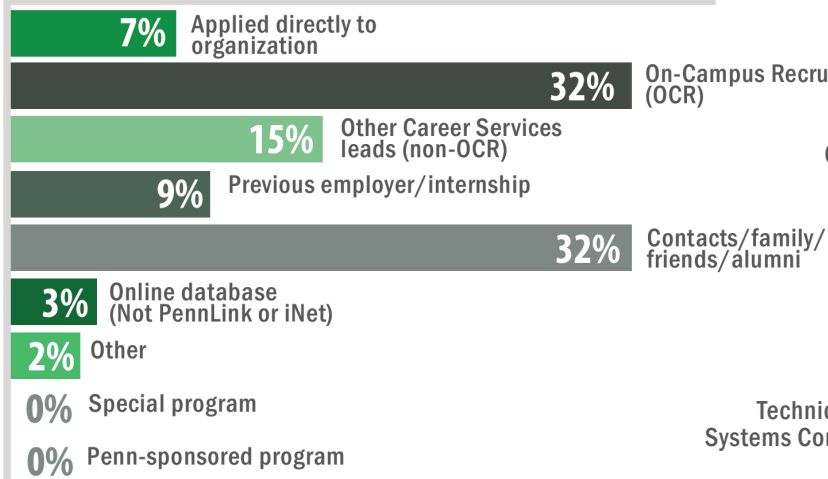 7% Applied directly to
organization
32% On-Campus Recru
(OCR)
15% Other Career Services
leads (non-OCR)
9% Previous employer/internship
32% Contacts/family/
friends/alumni
3% Online database
(Not PennLink or iNet)
2% Other
0% Special program
Technic
Systems Co
0% Penn-sponsored program